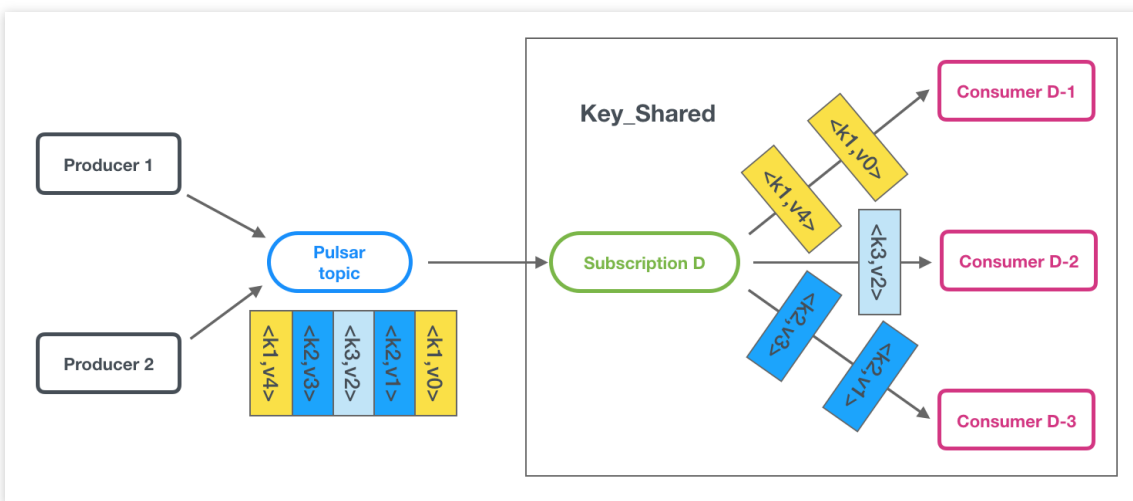 Key_Shared
Producer 1
Producer 2
Pulsar
topic
<k1,v4>
<k2,v3>
<k3,v2>
<k2,v1>
<k1,v0>
Subscription D
<k1,v4>
<k1,v0>
<k3,v2>
<k2,v3>
<k2,v1>
Consumer D-1
Consumer D-2
Consumer D-3